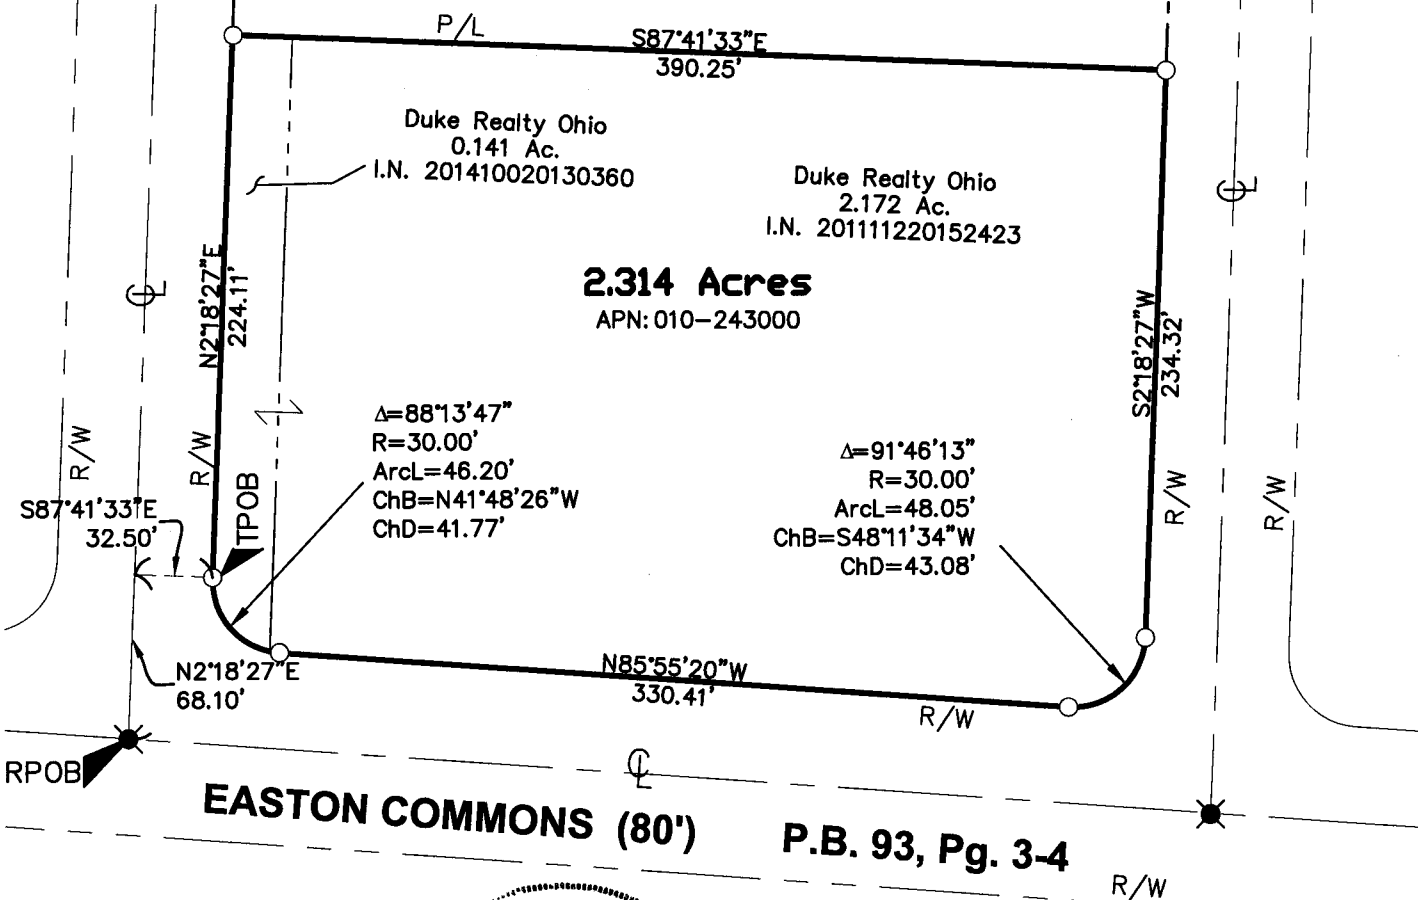 P/L
S87°41'33"E
390.25'
Duke Realty Ohio
0.141 Ac.
I.N. 201410020130360
Duke Realty Ohio
2.172 Ac.
I.N. 201111220152423
2.314 Acres
APN: 010-243000
N2°18'27"E
224.11'
S2°18'27"W
234.32'
Δ=88°13'47"
R=30.00'
ArcL=46.20'
ChB=N41°48'26"W
ChD=41.77'
Δ=91°46'13"
R=30.00'
ArcL=48.05'
ChB=S48°11'34"W
ChD=43.08'
R/W
R/W
R/W
R/W
TPOB
S87°41'33"E
32.50'
N2°18'27"E
68.10'
N85°55'20"W
330.41'
R/W
RPOB
CL
CL
CL
EASTON COMMONS (80') P.B. 93, Pg. 3-4
R/W